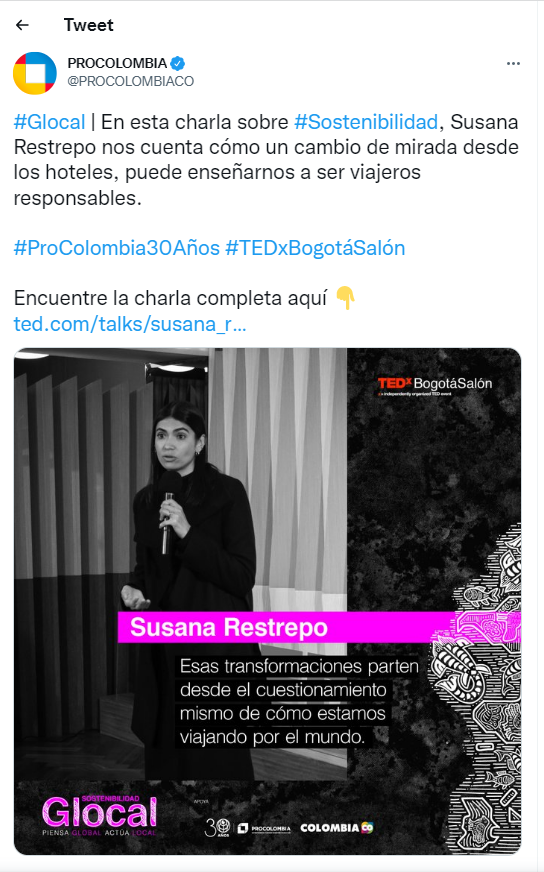 Tweet
PROCOLOMBIA
@PROCOLOMBIACO
#Glocal | En esta charla sobre #Sostenibilidad, Susana
Restrepo nos cuenta cómo un cambio de mirada desde
los hoteles, puede enseñarnos a ser viajeros
responsables.
#ProColombia30Años #TEDxBogotáSalón
Encuentre la charla completa aquí 👇
ted.com/talks/susana_r...
TEDx BogotáSalón
x = independently organized TED event
Susana Restrepo
Esas transformaciones parten
desde el cuestionamiento
mismo de cómo estamos
viajando por el mundo.
SOSTENIBILIDAD
Glocal
PIENSA GLOBAL ACTÚA LOCAL
APOYA
30 AÑOS
PROCOLOMBIA
COLOMBIA CO